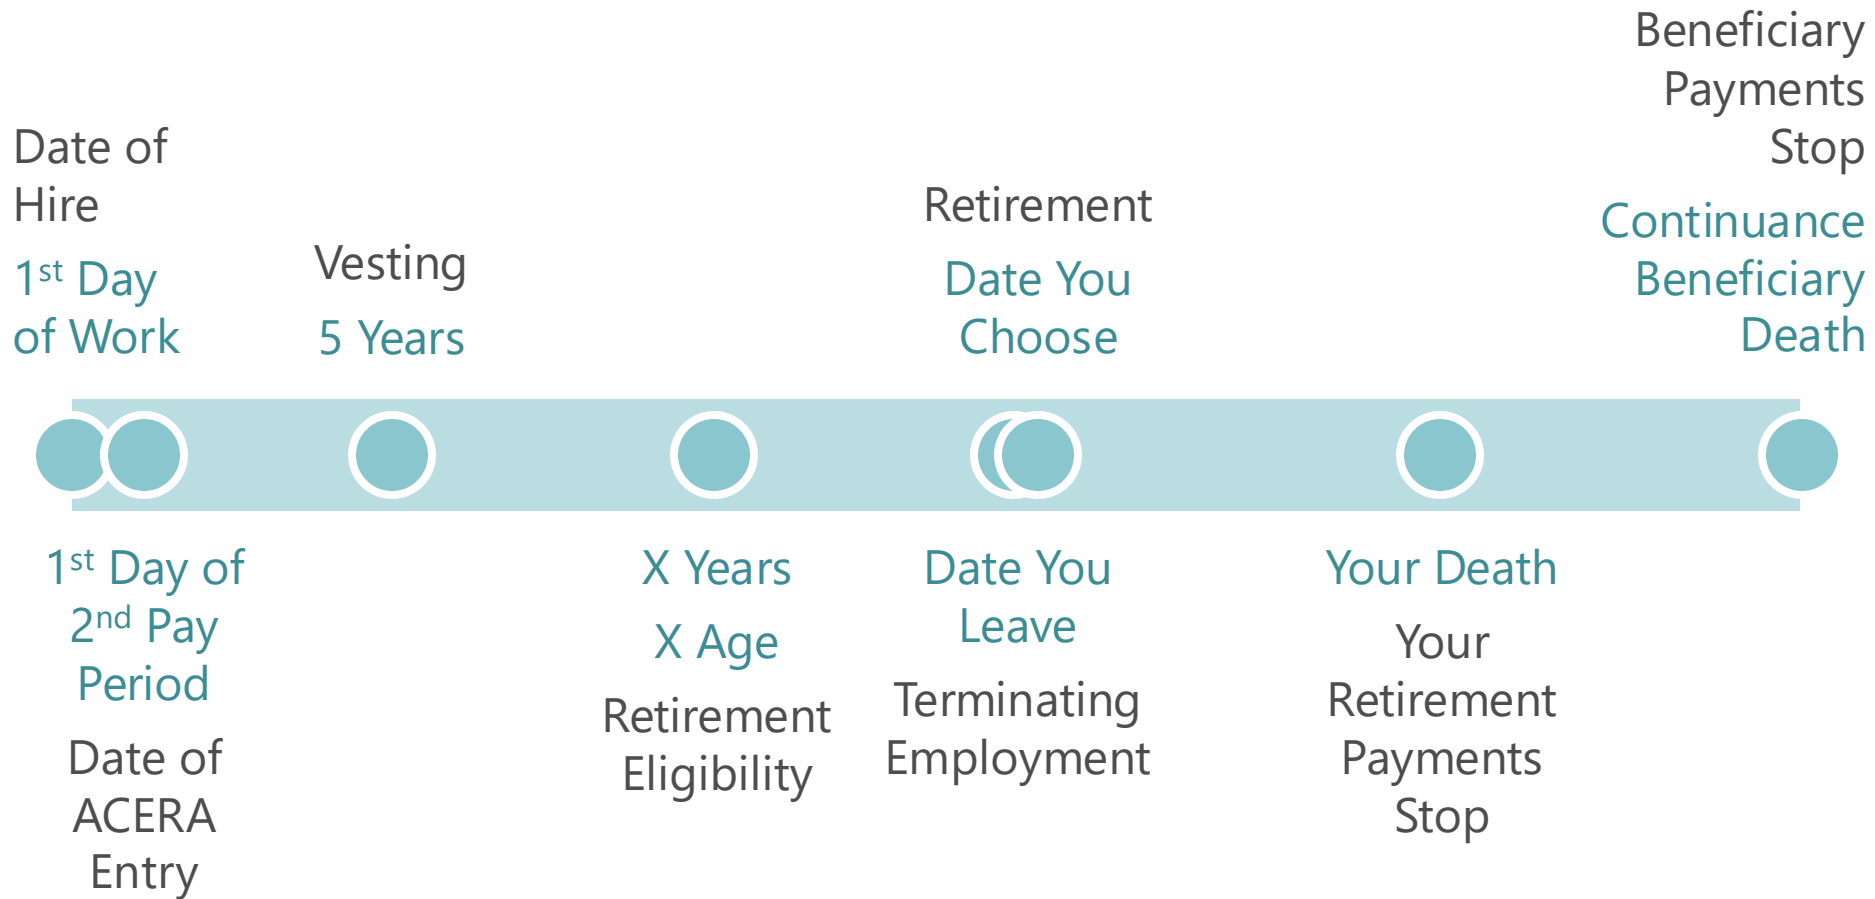 Date of
Hire
1st Day
of Work
Vesting
5 Years
Retirement
Date You
Choose
Beneficiary
Payments
Stop
Continuance
Beneficiary
Death
1st Day of
2nd Pay
Period
Date of
ACERA
Entry
X Years
X Age
Retirement
Eligibility
Date You
Leave
Terminating
Employment
Your Death
Your
Retirement
Payments
Stop